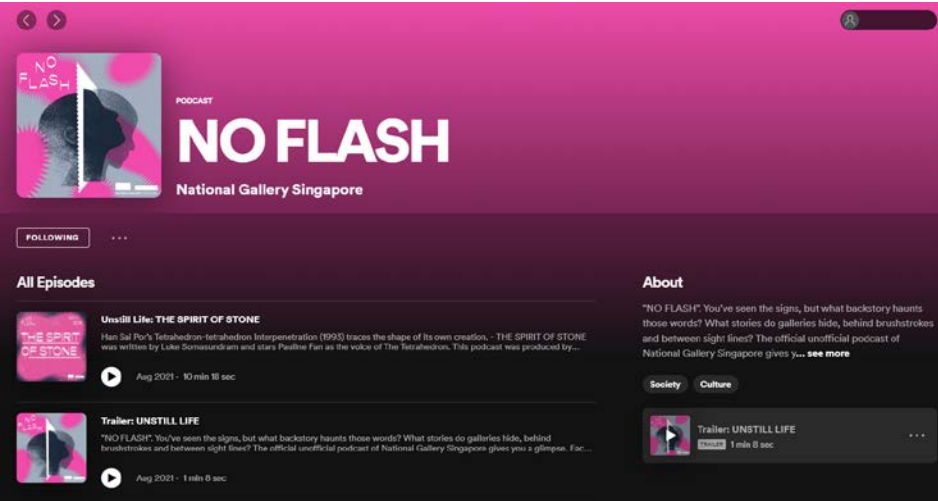 NO
FLASH
PODCAST
NO FLASH
National Gallery Singapore
FOLLOWING
All Episodes
THE SPIRIT
OF STONE
Unstill Life: THE SPIRIT OF STONE
Han Sai Por's Tetrahedron-tetrahedron Interpenetration (1993) traces the shape of its own creation. - THE SPIRIT OF STONE
was written by Luke Somasundram and stars Pauline Fan as the voice of The Tetrahedron. This podcast was produced by...
Aug 2021 · 10 min 18 sec
Trailer: UNSTILL LIFE
"NO FLASH". You've seen the signs, but what backstory haunts those words? What stories do galleries hide, behind
brushstrokes and between sight lines? The official unofficial podcast of National Gallery Singapore gives you a glimpse. Fac...
Aug 2021 · 1 min 8 sec
About
"NO FLASH". You've seen the signs, but what backstory haunts
those words? What stories do galleries hide, behind brushstrokes
and between sight lines? The official unofficial podcast of
National Gallery Singapore gives y... see more
Society Culture
Trailer: UNSTILL LIFE
TRAILER 1 min 8 sec